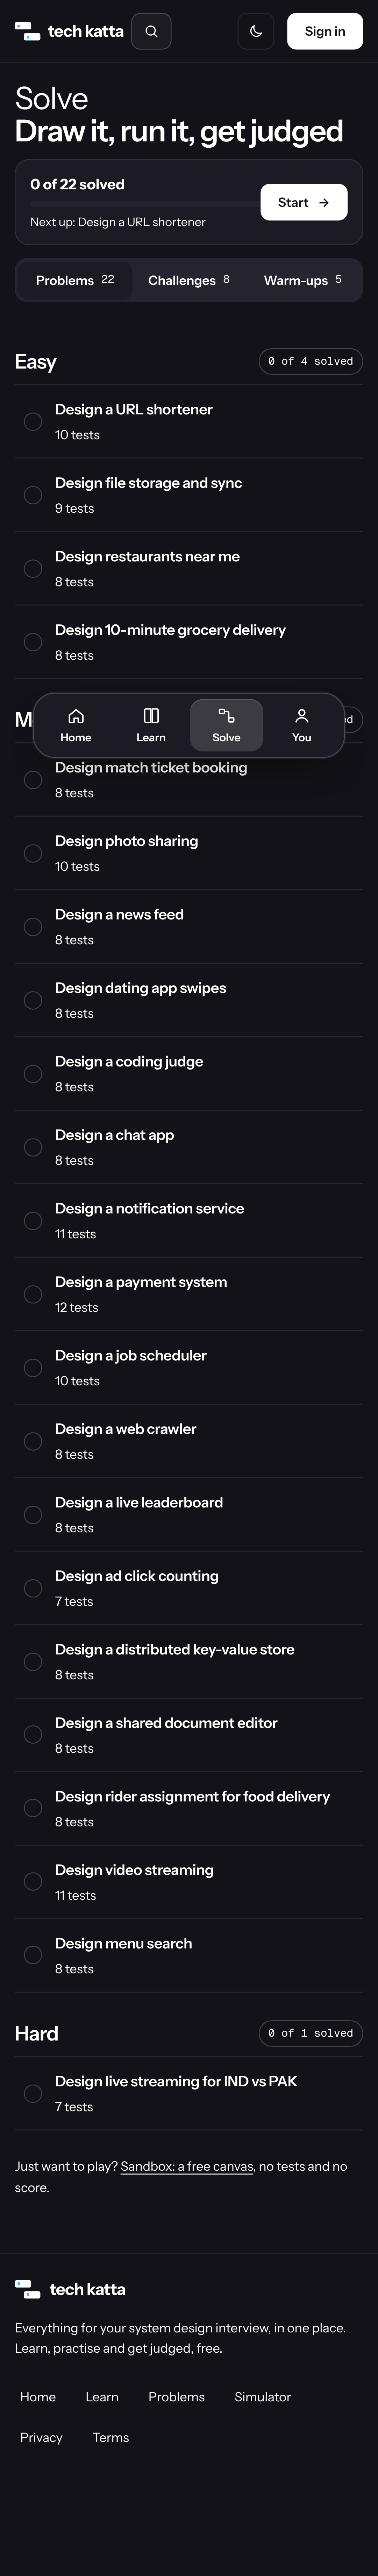 tech katta
Sign in
Solve
Draw it, run it, get judged
0 of 22 solved
Start →
Next up: Design a URL shortener
Problems 22
Challenges 8
Warm-ups 5
Easy
0 of 4 solved
Design a URL shortener
10 tests
Design file storage and sync
9 tests
Design restaurants near me
8 tests
Design 10-minute grocery delivery
8 tests
Home
Learn
Solve
You
Design match ticket booking
8 tests
Design photo sharing
10 tests
Design a news feed
8 tests
Design dating app swipes
8 tests
Design a coding judge
8 tests
Design a chat app
8 tests
Design a notification service
11 tests
Design a payment system
12 tests
Design a job scheduler
10 tests
Design a web crawler
8 tests
Design a live leaderboard
8 tests
Design ad click counting
7 tests
Design a distributed key-value store
8 tests
Design a shared document editor
8 tests
Design rider assignment for food delivery
8 tests
Design video streaming
11 tests
Design menu search
8 tests
Hard
0 of 1 solved
Design live streaming for IND vs PAK
7 tests
Just want to play? Sandbox: a free canvas, no tests and no
score.
tech katta
Everything for your system design interview, in one place.
Learn, practise and get judged, free.
Home Learn Problems Simulator
Privacy Terms